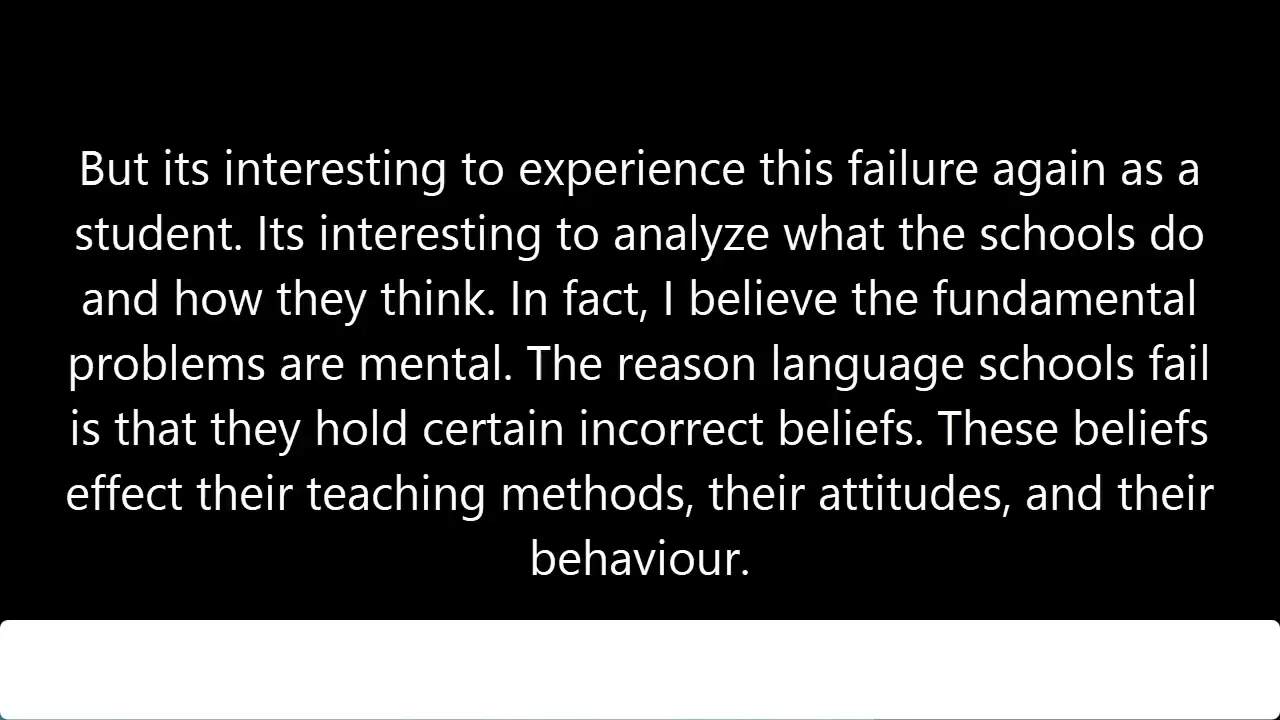 But its interesting to experience this failure again as a
student. Its interesting to analyze what the schools do
and how they think. In fact, I believe the fundamental
problems are mental. The reason language schools fail
is that they hold certain incorrect beliefs. These beliefs
effect their teaching methods, their attitudes, and their
behaviour.